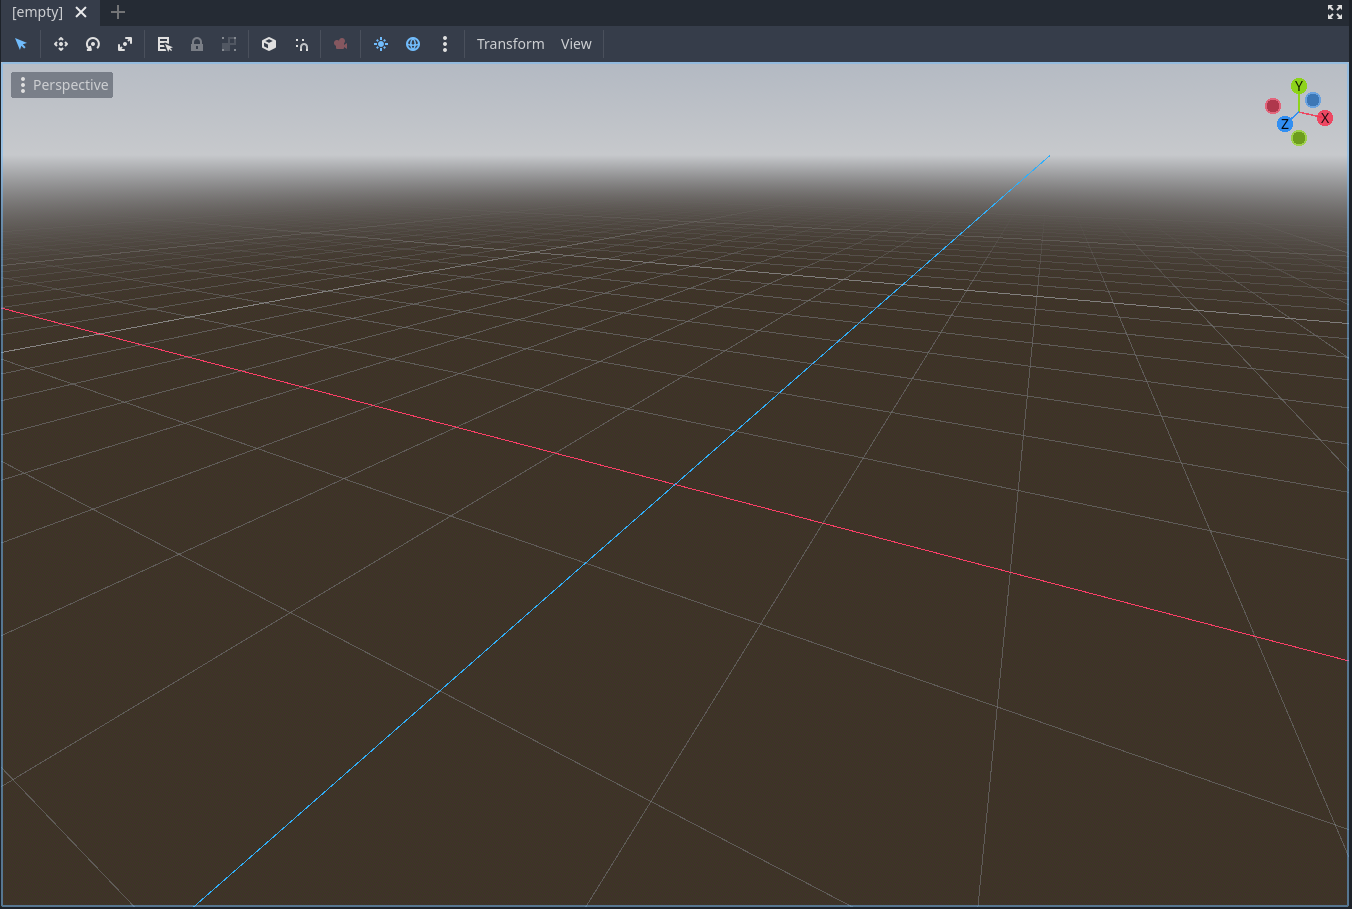 [empty]
Transform View
Perspective
Y
X
Z